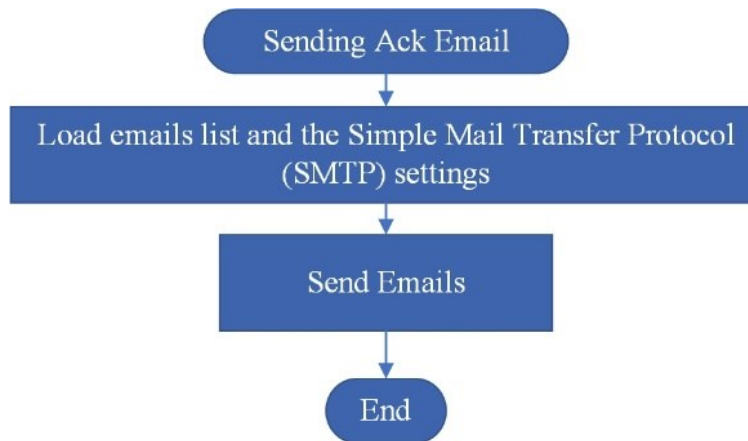 Sending Ack Email
Load emails list and the Simple Mail Transfer Protocol
(SMTP) settings
Send Emails
End